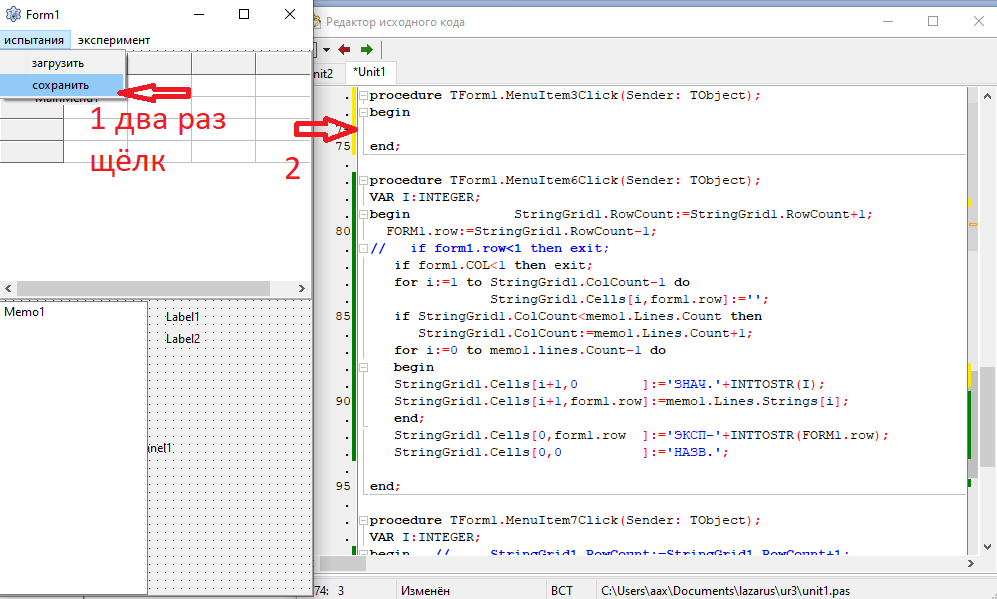 Form1
испытания эксперимент
загрузить
сохранить
MainMenu1
1 два раз
щёлк
2
Memo1
Label1
Label2
nel1
Редактор исходного кода
nit2 *Unit1
procedure TForm1.MenuItem3Click(Sender: TObject);
begin
75 end;
procedure TForm1.MenuItem6Click(Sender: TObject);
VAR I:INTEGER;
begin StringGrid1.RowCount:=StringGrid1.RowCount+1;
80 FORM1.row:=StringGrid1.RowCount-1;
// if form1.row<1 then exit;
if form1.COL<1 then exit;
for i:=1 to StringGrid1.ColCount-1 do
StringGrid1.Cells[i,form1.row]:='';
85 if StringGrid1.ColCount<memo1.Lines.Count then
StringGrid1.ColCount:=memo1.Lines.Count+1;
for i:=0 to memo1.lines.Count-1 do
begin
StringGrid1.Cells[i+1,0 ]:='ЗНАЧ.'+INTTOSTR(I);
90 StringGrid1.Cells[i+1,form1.row]:=memo1.Lines.Strings[i];
end;
StringGrid1.Cells[0,form1.row ]:='ЭКСП-'+INTTOSTR(FORM1.row);
StringGrid1.Cells[0,0 ]:='НАЗВ.';
95 end;
procedure TForm1.MenuItem7Click(Sender: TObject);
VAR I:INTEGER;
begin // StringGrid1.RowCount:=StringGrid1.RowCount+1;
74: 3 Изменён ВСТ C:\Users\aax\Documents\lazarus\ur3\unit1.pas